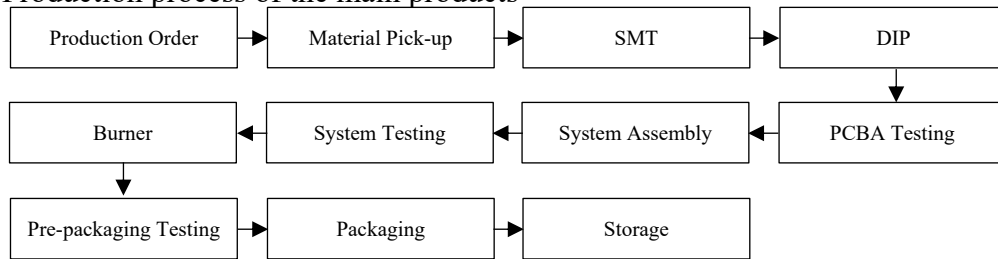 Production process of the main products
Production Order
Material Pick-up
SMT
DIP
PCBA Testing
System Assembly
System Testing
Burner
Pre-packaging Testing
Packaging
Storage